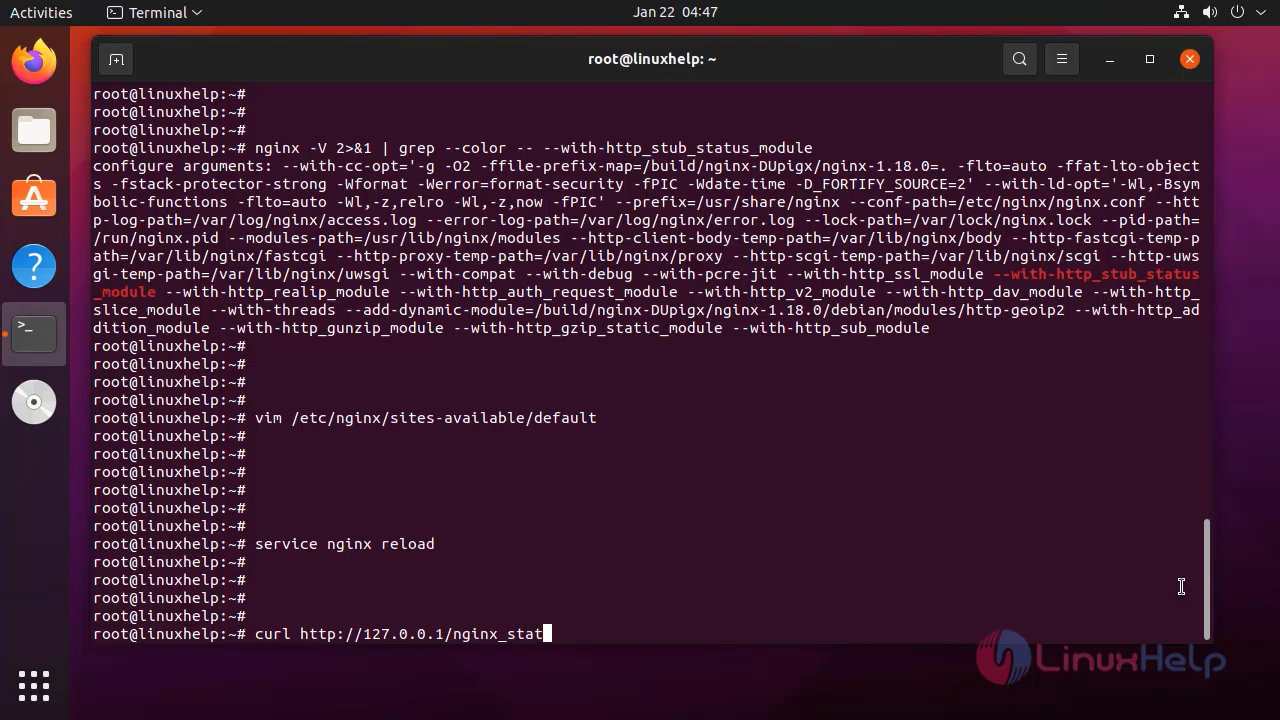 Activities Terminal Jan 22 04:47
root@linuxhelp: ~
root@linuxhelp:~#
root@linuxhelp:~#
root@linuxhelp:~#
root@linuxhelp:~# nginx -V 2>&1 | grep --color -- --with-http_stub_status_module
configure arguments: --with-cc-opt='-g -O2 -ffile-prefix-map=/build/nginx-DUpigx/nginx-1.18.0=. -flto=auto -ffat-lto-object
s -fstack-protector-strong -Wformat -Werror=format-security -fPIC -Wdate-time -D_FORTIFY_SOURCE=2' --with-ld-opt='-Wl,-Bsym
bolic-functions -flto=auto -Wl,-z,relro -Wl,-z,now -fPIC' --prefix=/usr/share/nginx --conf-path=/etc/nginx/nginx.conf --htt
p-log-path=/var/log/nginx/access.log --error-log-path=/var/log/nginx/error.log --lock-path=/var/lock/nginx.lock --pid-path=
/run/nginx.pid --modules-path=/usr/lib/nginx/modules --http-client-body-temp-path=/var/lib/nginx/body --http-fastcgi-temp-p
ath=/var/lib/nginx/fastcgi --http-proxy-temp-path=/var/lib/nginx/proxy --http-scgi-temp-path=/var/lib/nginx/scgi --http-uws
gi-temp-path=/var/lib/nginx/uwsgi --with-compat --with-debug --with-pcre-jit --with-http_ssl_module --with-http_stub_status
_module --with-http_realip_module --with-http_auth_request_module --with-http_v2_module --with-http_dav_module --with-http_
slice_module --with-threads --add-dynamic-module=/build/nginx-DUpigx/nginx-1.18.0/debian/modules/http-geoip2 --with-http_ad
dition_module --with-http_gunzip_module --with-http_gzip_static_module --with-http_sub_module
root@linuxhelp:~#
root@linuxhelp:~#
root@linuxhelp:~#
root@linuxhelp:~#
root@linuxhelp:~# vim /etc/nginx/sites-available/default
root@linuxhelp:~#
root@linuxhelp:~#
root@linuxhelp:~#
root@linuxhelp:~#
root@linuxhelp:~#
root@linuxhelp:~#
root@linuxhelp:~# service nginx reload
root@linuxhelp:~#
root@linuxhelp:~#
root@linuxhelp:~#
root@linuxhelp:~#
root@linuxhelp:~# curl http://127.0.0.1/nginx_stat
LinuxHelp